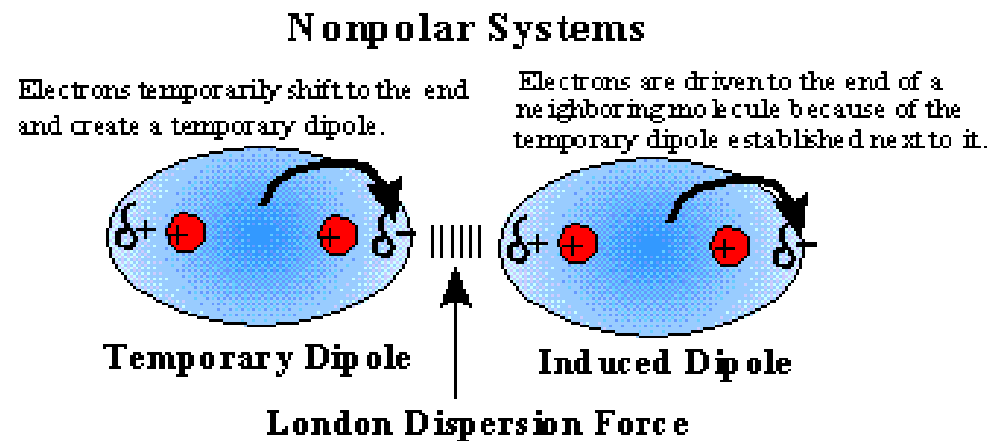 Nonpolar Systems
Electrons temporarily shift to the end
and create a temporary dipole.
Electrons are driven to the end of a
neighboring molecule because of the
temporary dipole established next to it.
δ+ + + δ-
δ+ + + δ-
Temporary Dipole
Induced Dipole
London Dispersion Force